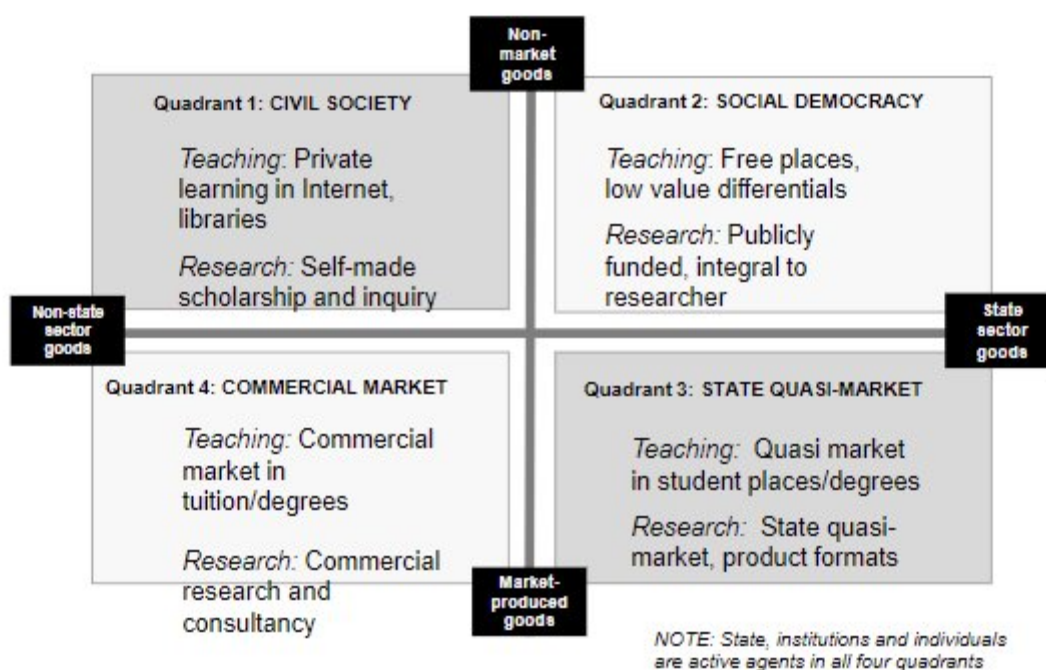 Non-
market
goods
Quadrant 1: CIVIL SOCIETY
Teaching: Private
learning in Internet,
libraries
Research: Self-made
scholarship and inquiry
Quadrant 2: SOCIAL DEMOCRACY
Teaching: Free places,
low value differentials
Research: Publicly
funded, integral to
researcher
Non-state
sector
goods
State
sector
goods
Quadrant 4: COMMERCIAL MARKET
Teaching: Commercial
market in
tuition/degrees
Research: Commercial
research and
consultancy
Quadrant 3: STATE QUASI-MARKET
Teaching: Quasi market
in student places/degrees
Research: State quasi-
market, product formats
Market-
produced
goods
NOTE: State, institutions and individuals
are active agents in all four quadrants